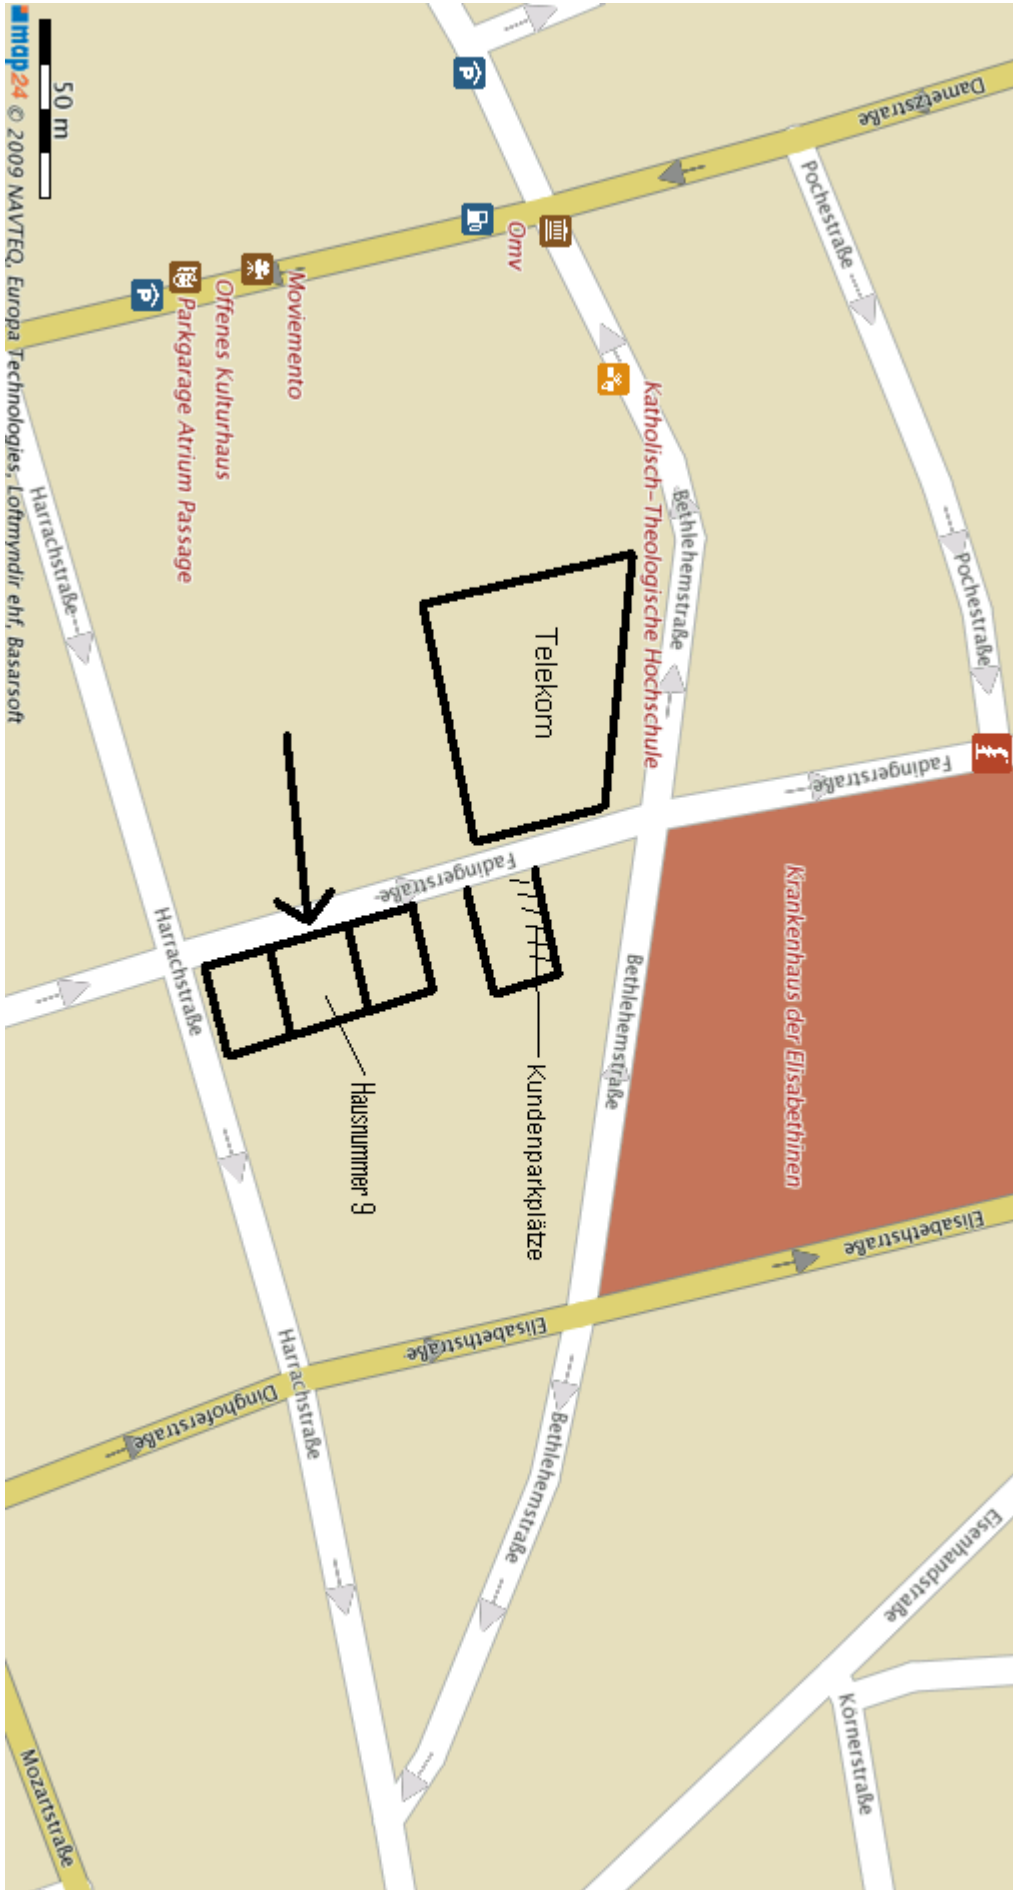 Dametzstraße
Pochestraße
Pochestraße
Omv
Moviemento
Offenes Kulturhaus
Parkgarage Atrium Passage
Katholisch-Theologische Hochschule
Bethlehemstraße
Harrachstraße
Telekom
Fadingerstraße
Fadingerstraße
Krankenhaus der Elisabethinen
Harrachstraße
Bethlehemstraße
Kundenparkplätze
Hausnummer 9
Elisabethstraße
Elisabethstraße
Harrachstraße
Dinghoferstraße
Bethlehemstraße
Eisenhandstraße
Körnerstraße
Mozartstraße
50 m
map24 © 2009 NAVTEQ, Europa Technologies, Loftmyndir ehf, Basarsoft